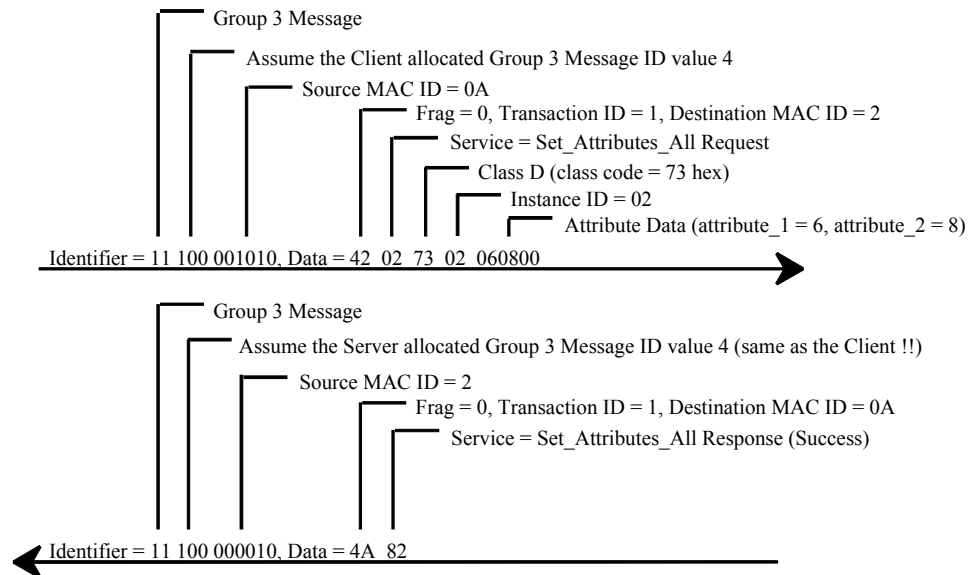 Group 3 Message
Assume the Client allocated Group 3 Message ID value 4
Source MAC ID = 0A
Frag = 0, Transaction ID = 1, Destination MAC ID = 2
Service = Set_Attributes_All Request
Class D (class code = 73 hex)
Instance ID = 02
Attribute Data (attribute_1 = 6, attribute_2 = 8)
Identifier = 11 100 001010, Data = 42 02 73 02 060800
Group 3 Message
Assume the Server allocated Group 3 Message ID value 4 (same as the Client !!)
Source MAC ID = 2
Frag = 0, Transaction ID = 1, Destination MAC ID = 0A
Service = Set_Attributes_All Response (Success)
Identifier = 11 100 000010, Data = 4A 82